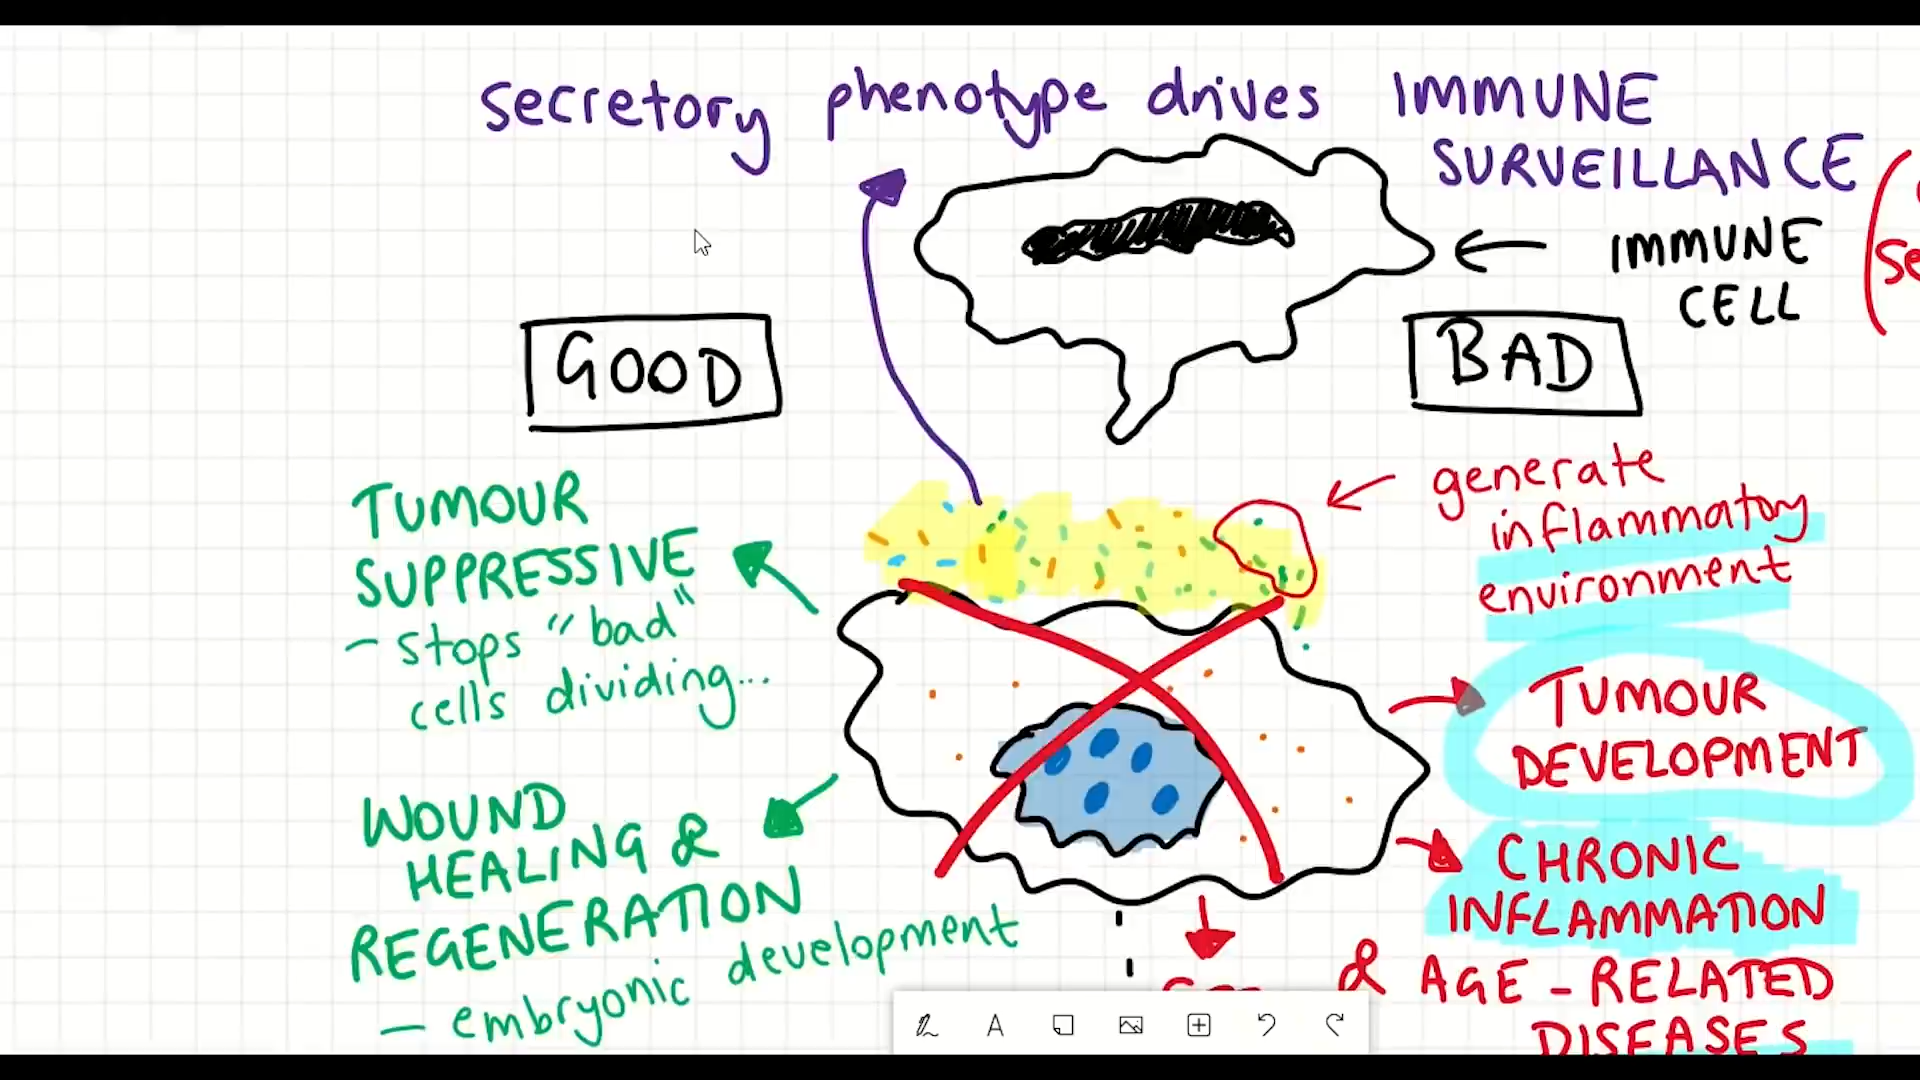 secretory phenotype drives IMMUNE
SURVEILLANCE
IMMUNE
CELL
GOOD
BAD
TUMOUR
SUPPRESSIVE
- stops "bad"
cells dividing...
WOUND
HEALING &
REGENERATION
- embryonic development
generate
inflammatory
environment
TUMOUR
DEVELOPMENT
CHRONIC
INFLAMMATION
& AGE-RELATED
DISEASES
A